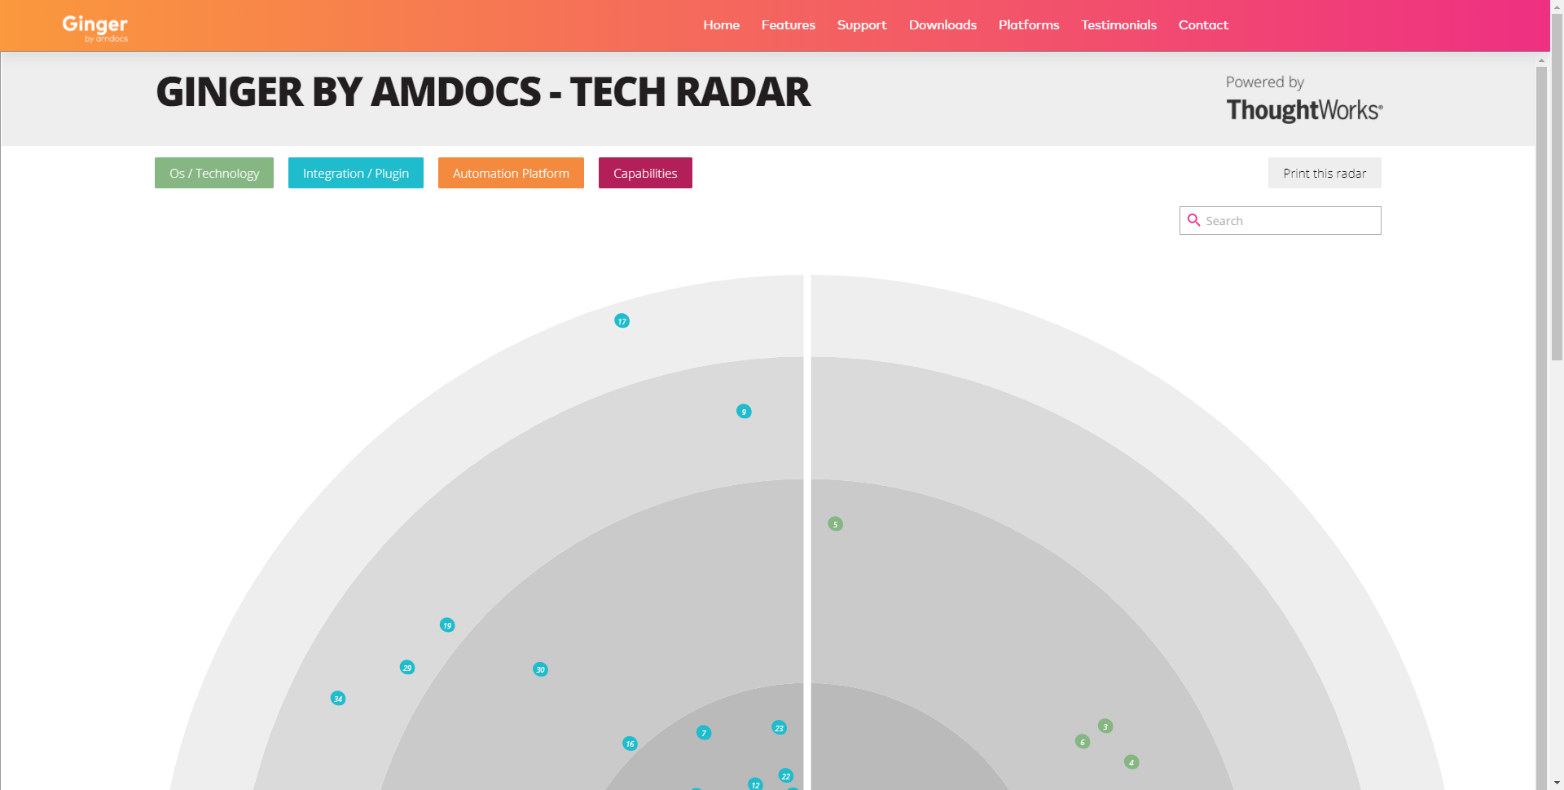 Ginger
by amdocs
Home Features Support Downloads Platforms Testimonials Contact
GINGER BY AMDOCS - TECH RADAR
Powered by
ThoughtWorks®
Os / Technology Integration / Plugin Automation Platform Capabilities Print this radar
Search
17
9
5
19
29
30
34
7
23
3
16
6
4
22
12